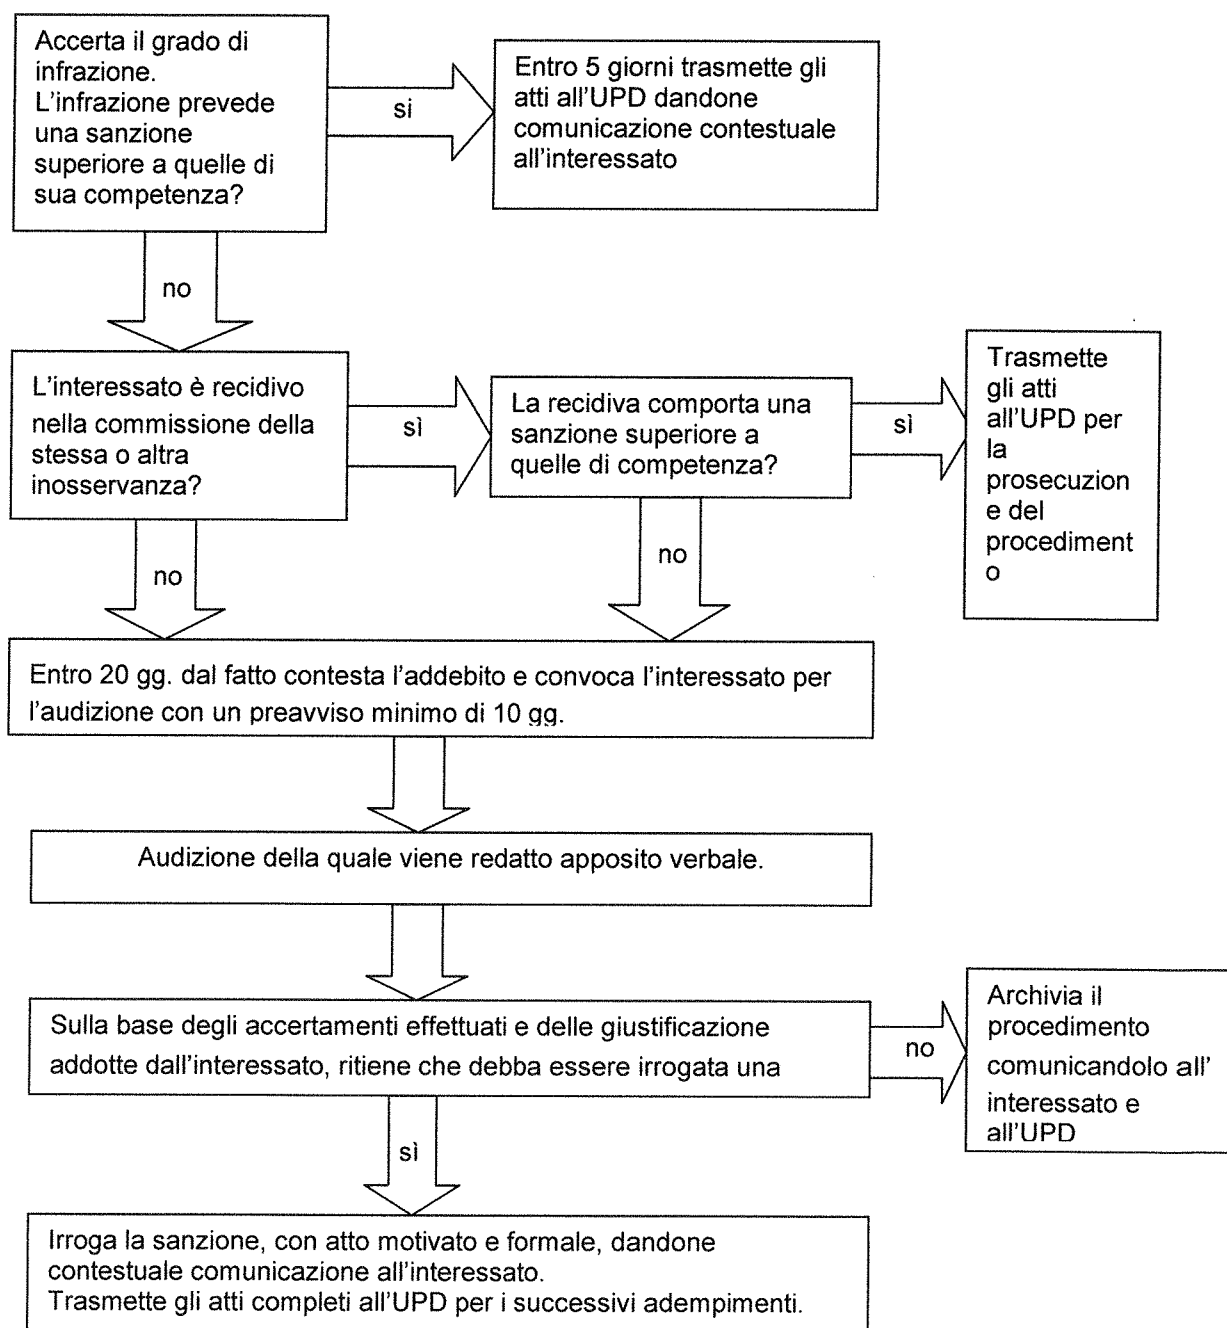 Accerta il grado di
infrazione.
L'infrazione prevede
una sanzione
superiore a quelle di
sua competenza?
si
Entro 5 giorni trasmette gli
atti all'UPD dandone
comunicazione contestuale
all'interessato
no
L'interessato è recidivo
nella commissione della
stessa o altra
inosservanza?
sì
La recidiva comporta una
sanzione superiore a
quelle di competenza?
sì
Trasmette
gli atti
all'UPD per
la
prosecuzion
e del
procediment
o
no
no
Entro 20 gg. dal fatto contesta l'addebito e convoca l'interessato per
l'audizione con un preavviso minimo di 10 gg.
Audizione della quale viene redatto apposito verbale.
Sulla base degli accertamenti effettuati e delle giustificazione
addotte dall'interessato, ritiene che debba essere irrogata una
no
Archivia il
procedimento
comunicandolo all'
interessato e
all'UPD
sì
Irroga la sanzione, con atto motivato e formale, dandone
contestuale comunicazione all'interessato.
Trasmette gli atti completi all'UPD per i successivi adempimenti.